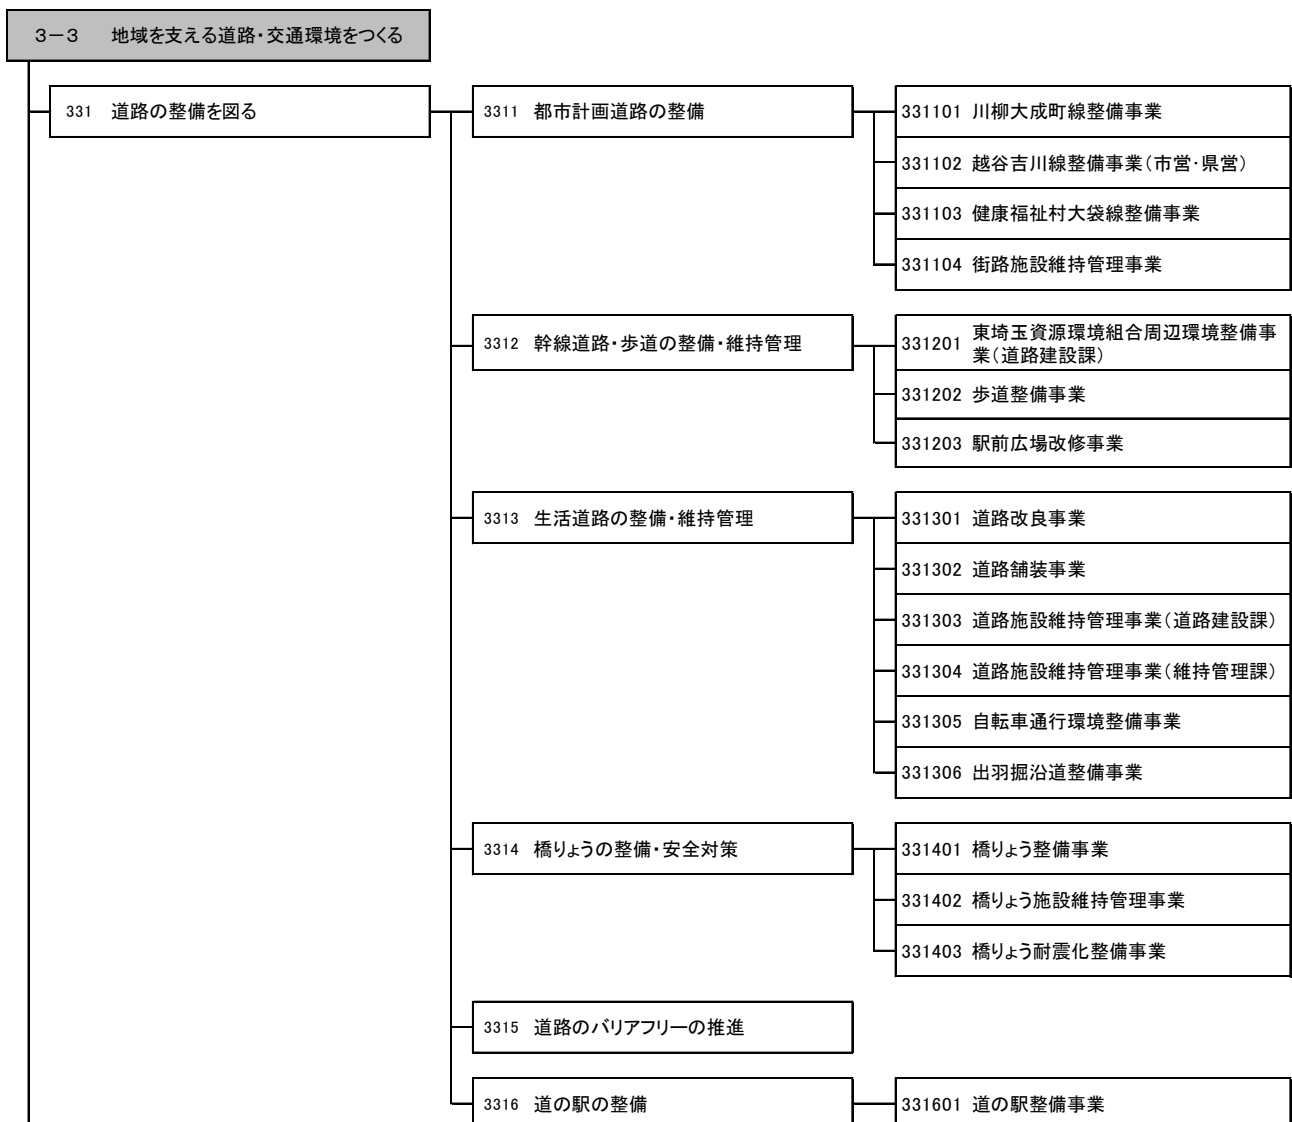 3－3　地域を支える道路・交通環境をつくる
331 道路の整備を図る
3311 都市計画道路の整備
331101 川柳大成町線整備事業
331102 越谷吉川線整備事業（市営・県営）
331103 健康福祉村大袋線整備事業
331104 街路施設維持管理事業
3312 幹線道路・歩道の整備・維持管理
331201 東埼玉資源環境組合周辺環境整備事
業（道路建設課）
331202 歩道整備事業
331203 駅前広場改修事業
3313 生活道路の整備・維持管理
331301 道路改良事業
331302 道路舗装事業
331303 道路施設維持管理事業（道路建設課）
331304 道路施設維持管理事業（維持管理課）
331305 自転車通行環境整備事業
331306 出羽掘沿道整備事業
3314 橋りょうの整備・安全対策
331401 橋りょう整備事業
331402 橋りょう施設維持管理事業
331403 橋りょう耐震化整備事業
3315 道路のバリアフリーの推進
3316 道の駅の整備
331601 道の駅整備事業